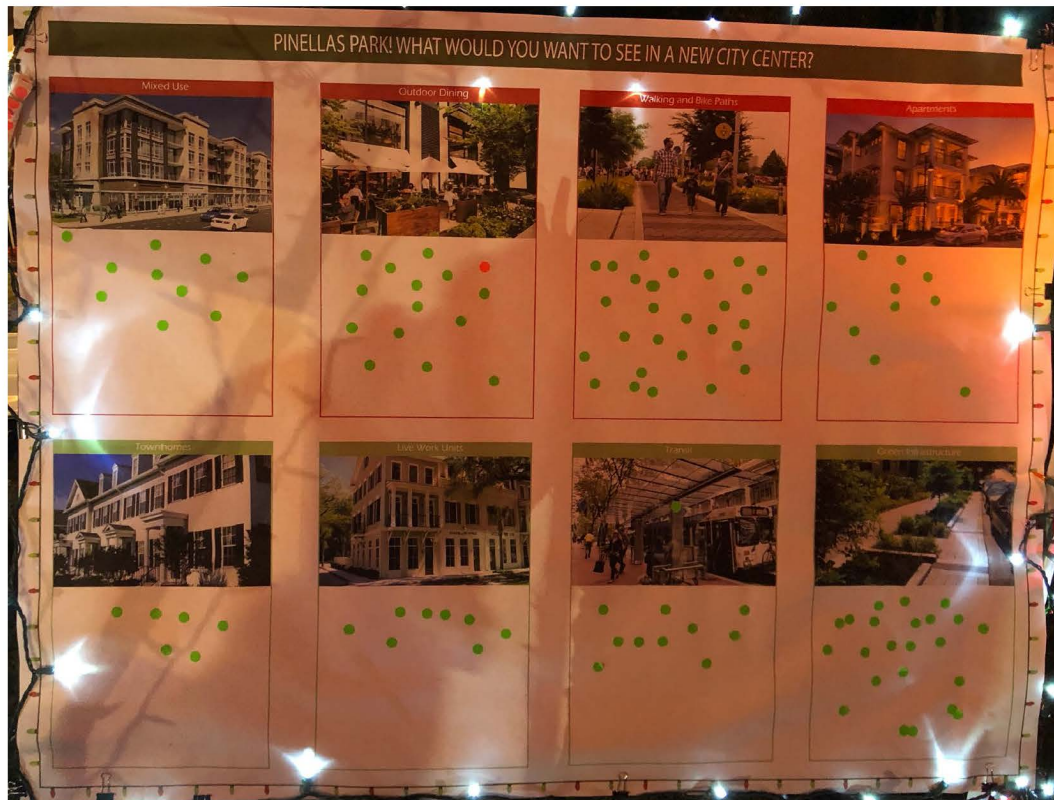 PINELLAS PARK! WHAT WOULD YOU WANT TO SEE IN A NEW CITY CENTER?
Mixed Use
Outdoor Dining
Walking and Bike Paths
Apartments
Townhomes
Live Work Units
Transit
Green Infrastructure